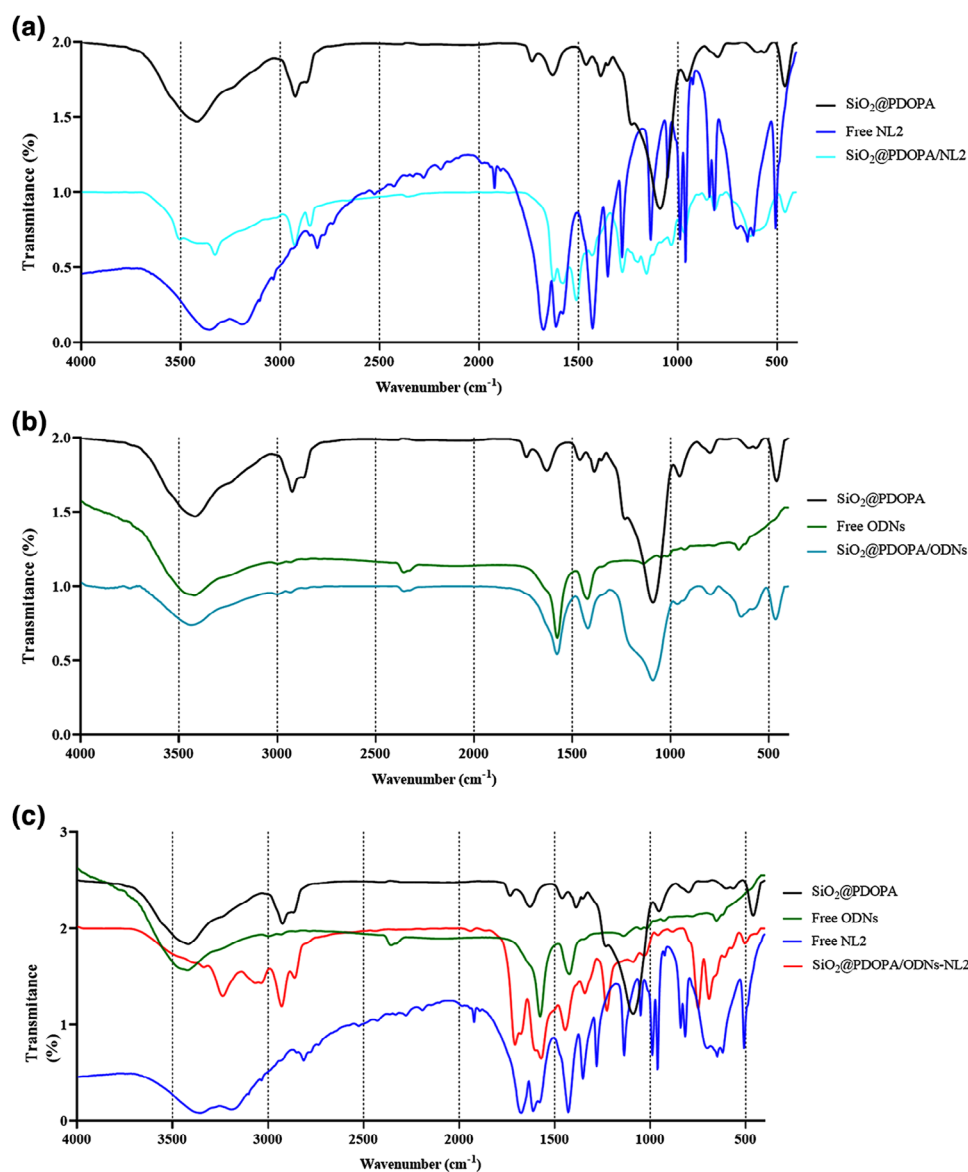 (a)
Transmitance (%)
2.0
1.5
1.0
0.5
0.0
4000 3500 3000 2500 2000 1500 1000 500
Wavenumber (cm-1)
SiO2@PDOPA
Free NL2
SiO2@PDOPA/NL2
(b)
Transmitance (%)
2.0
1.5
1.0
0.5
0.0
4000 3500 3000 2500 2000 1500 1000 500
Wavenumber (cm-1)
SiO2@PDOPA
Free ODNs
SiO2@PDOPA/ODNs
(c)
Transmitance
(%)
3
2
1
0
4000 3500 3000 2500 2000 1500 1000 500
Wavenumber (cm-1)
SiO2@PDOPA
Free ODNs
Free NL2
SiO2@PDOPA/ODNs-NL2